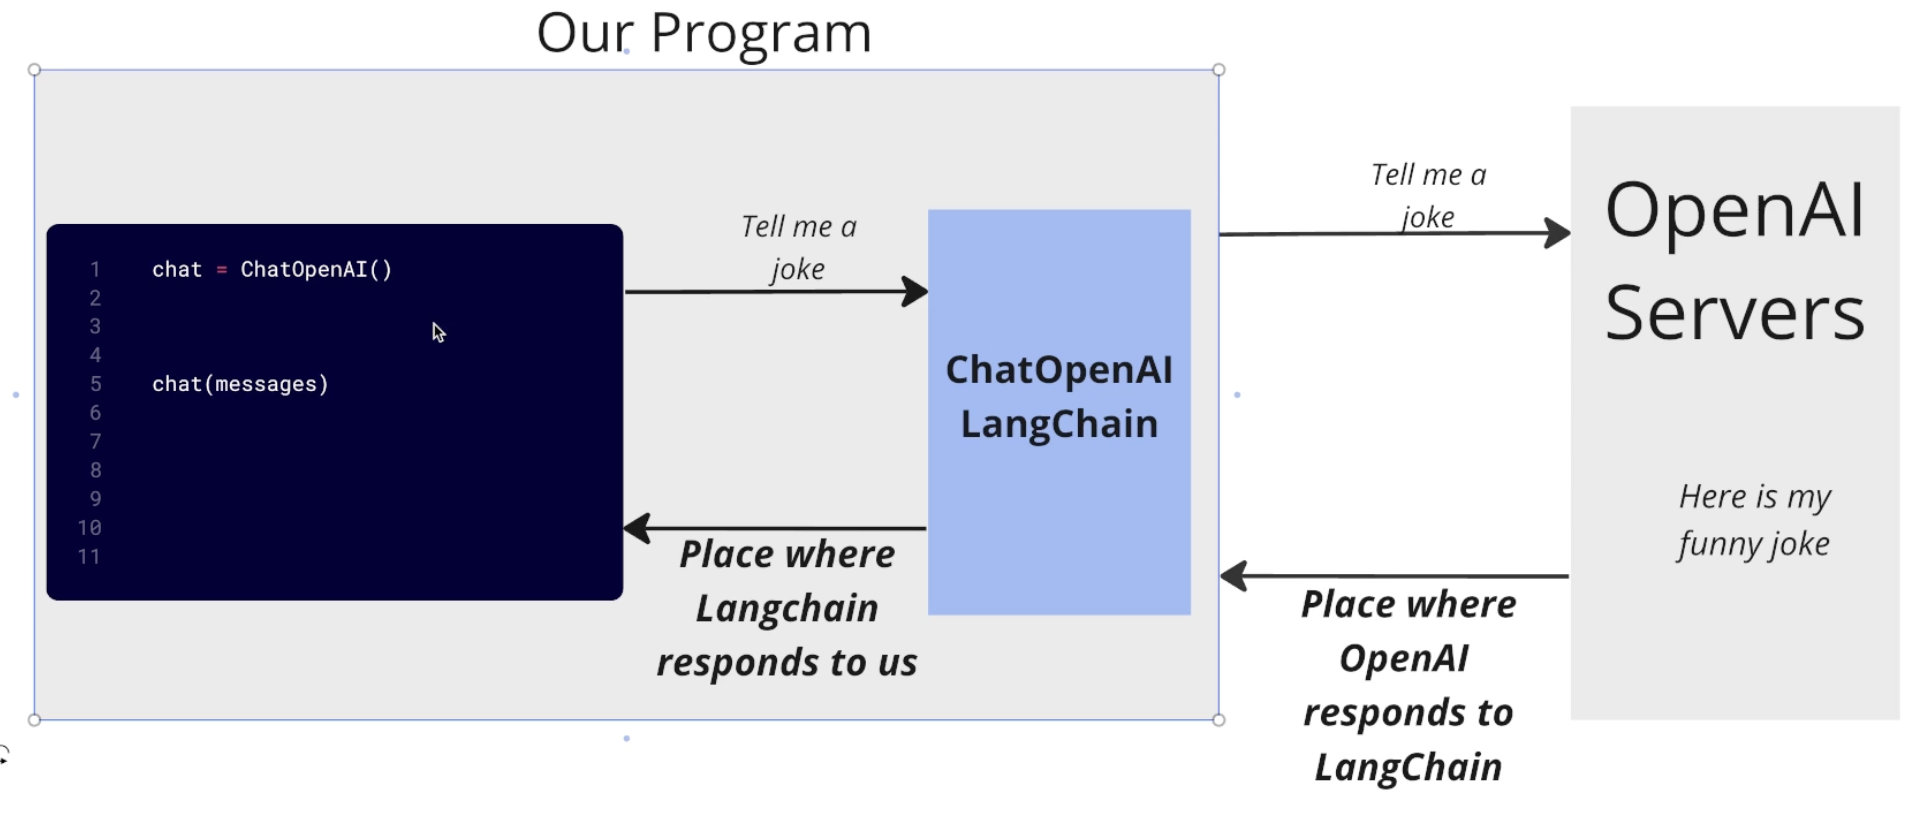 Our Program
1 chat = ChatOpenAI()
2
3
4
5 chat(messages)
6
7
8
9
10
11
Tell me a
joke
ChatOpenAI
LangChain
Place where
Langchain
responds to us
Tell me a
joke
Place where
OpenAI
responds to
LangChain
OpenAI
Servers
Here is my
funny joke